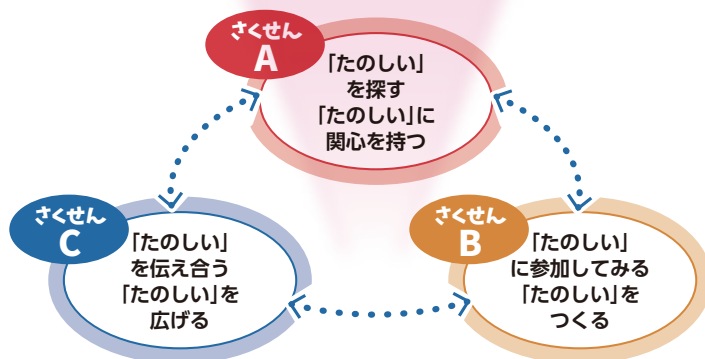 さくせん
A
「たのしい」
を探す
「たのしい」に
関心を持つ
さくせん
C
「たのしい」
を伝え合う
「たのしい」を
広げる
さくせん
B
「たのしい」
に参加してみる
「たのしい」を
つくる